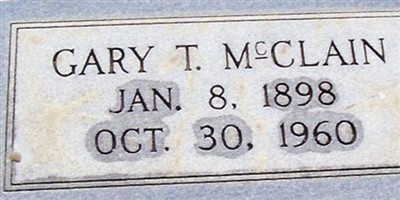 GARY T. McCLAIN
JAN. 8, 1898
OCT. 30, 1960